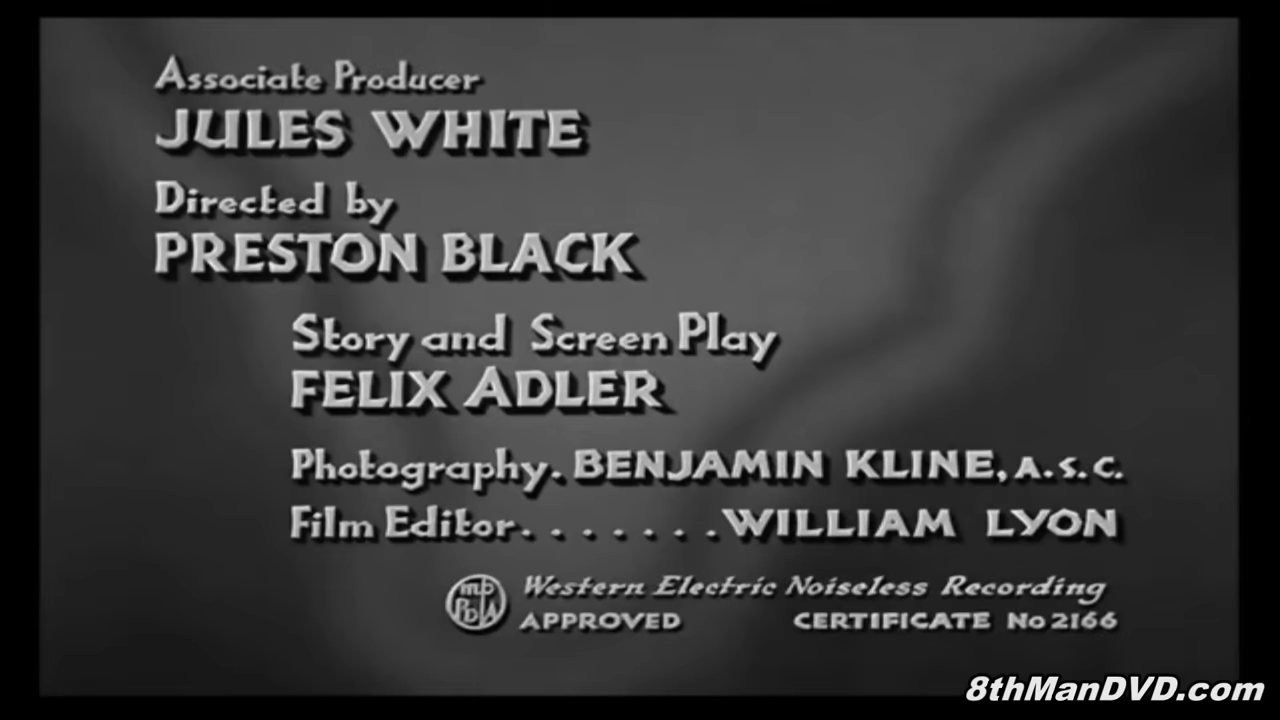 Associate Producer
JULES WHITE
Directed by
PRESTON BLACK
Story and Screen Play
FELIX ADLER
Photography. BENJAMIN KLINE, A.S.C.
Film Editor. . . . . . . WILLIAM LYON
Western Electric Noiseless Recording
APPROVED CERTIFICATE No 2166
8thManDVD.com